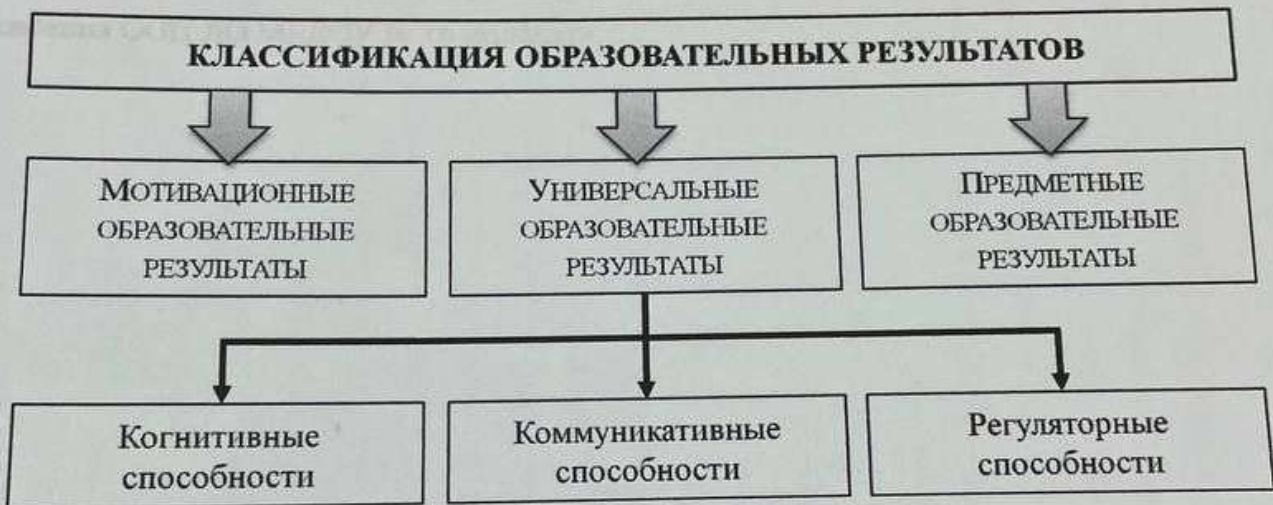 КЛАССИФИКАЦИЯ ОБРАЗОВАТЕЛЬНЫХ РЕЗУЛЬТАТОВ
МОТИВАЦИОННЫЕ
ОБРАЗОВАТЕЛЬНЫЕ
РЕЗУЛЬТАТЫ
УНИВЕРСАЛЬНЫЕ
ОБРАЗОВАТЕЛЬНЫЕ
РЕЗУЛЬТАТЫ
ПРЕДМЕТНЫЕ
ОБРАЗОВАТЕЛЬНЫЕ
РЕЗУЛЬТАТЫ
Когнитивные
способности
Коммуникативные
способности
Регуляторные
способности